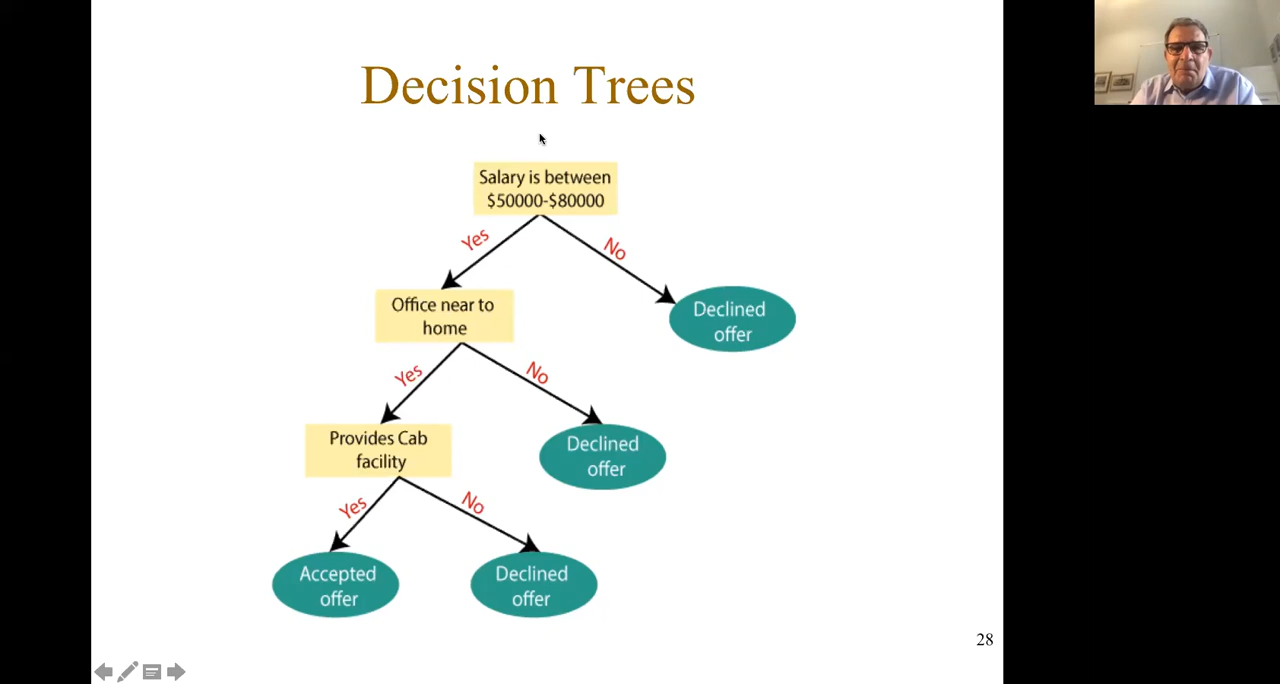 Decision Trees
Salary is between
$50000-$80000
Yes
No
Office near to
home
Declined
offer
Yes
No
Provides Cab
facility
Declined
offer
Yes
No
Accepted
offer
Declined
offer
28